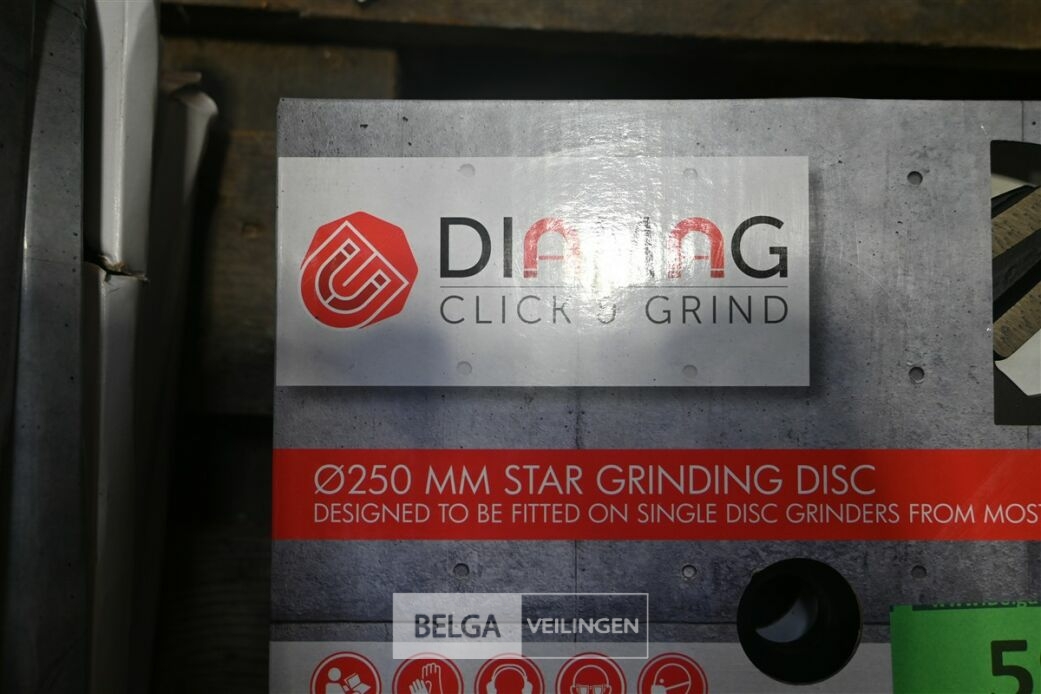 CLICK & GRIND
Ø250 MM STAR GRINDING DISC
DESIGNED TO BE FITTED ON SINGLE DISC GRINDERS FROM MOST
BELGA VEILINGEN